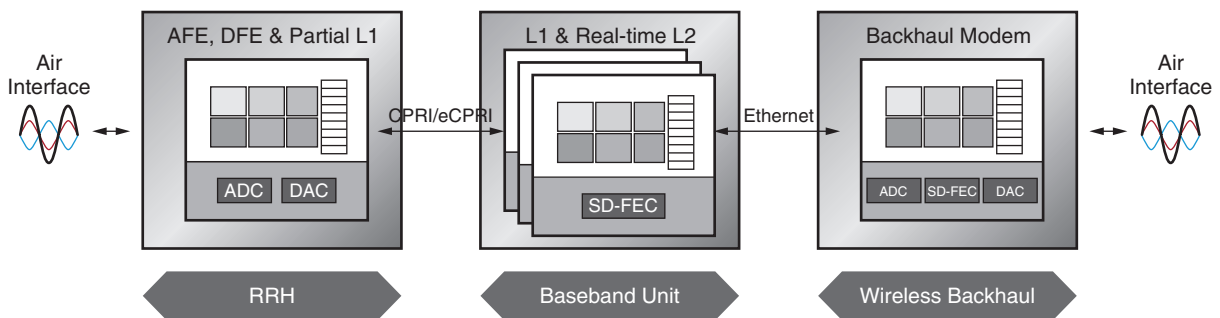 AFE, DFE & Partial L1
L1 & Real-time L2
Backhaul Modem
Air
Interface
Air
Interface
CPRI/eCPRI
Ethernet
ADC
DAC
SD-FEC
ADC
SD-FEC
DAC
RRH
Baseband Unit
Wireless Backhaul